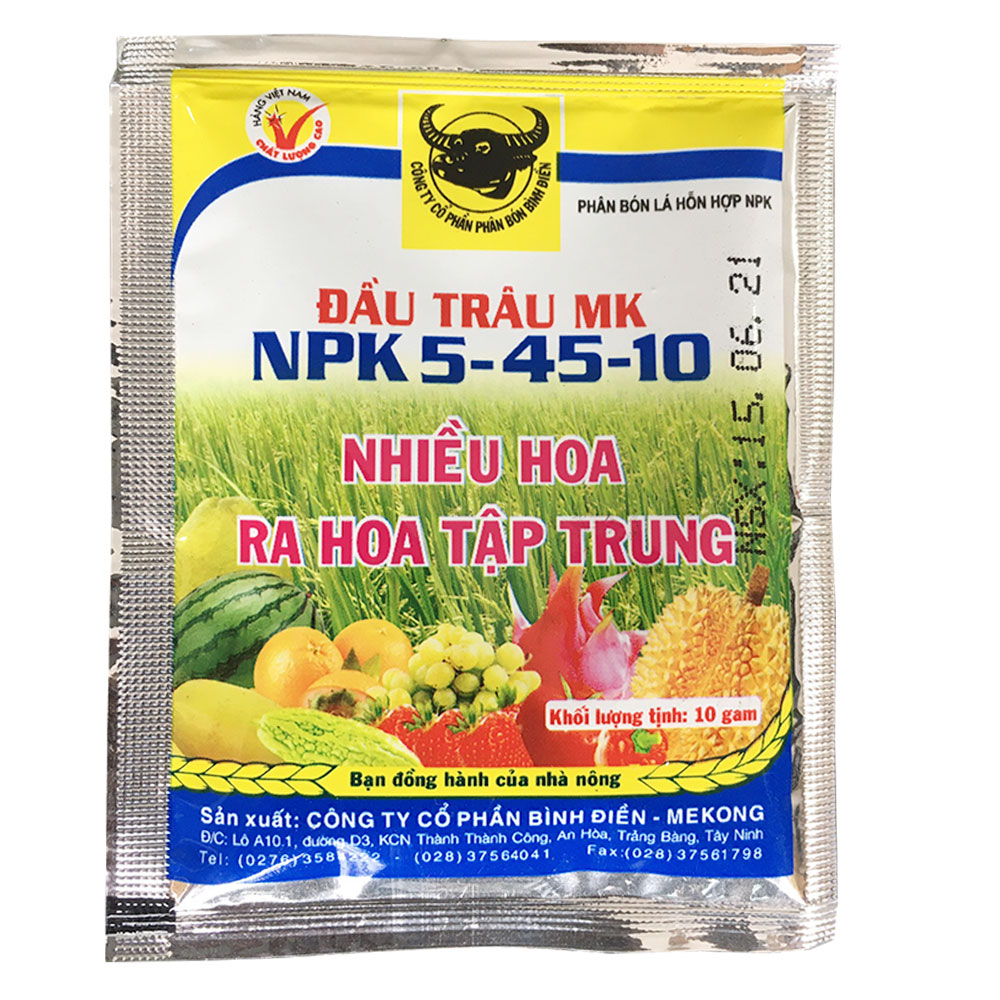 HÀNG VIỆT NAM
CHẤT LƯỢNG CAO
CÔNG TY CỔ PHẦN PHÂN BÓN BÌNH ĐIỀN
PHÂN BÓN LÁ HỖN HỢP NPK
ĐẦU TRÂU MK
NPK 5-45-10
NSX:15.06.21
NHIỀU HOA
RA HOA TẬP TRUNG
Khối lượng tịnh: 10 gam
Bạn đồng hành của nhà nông
Sản xuất: CÔNG TY CỔ PHẦN BÌNH ĐIỀN - MEKONG
Đ/C: Lô A10.1, đường D3, KCN Thành Thành Công, An Hòa, Trảng Bàng, Tây Ninh
Tel: (0276) - (028) 37564041 Fax:(028) 37561798